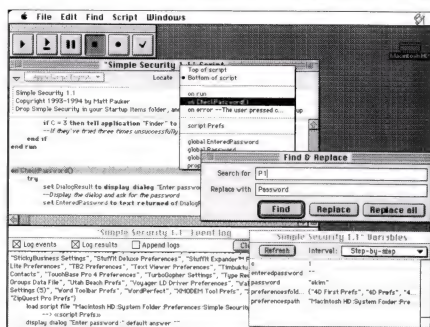 File Edit Find Script Windows
"Simple Security 1.1" Script
AppleScript English
Locate
Top of script
Bottom of script
on run
on CheckPassword()
on error --The user pressed c...
script Prefs
global EnteredPassword
global Password
global
Simple Security 1.1
Copyright 1993-1994 by Matt Pauker
Drop Simple Security in your Startup Items folder, and
if C = 3 then tell application "Finder" to
--If they've tried three times unsuccessfully
end if
end run
on CheckPassword()
try
set DialogResult to display dialog "Enter passwo
--Display the dialog and ask for the password
set EnteredPassword to text returned of Dialog
Find & Replace
Search for P1
Replace with Password
Find Replace Replace all
"Simple Security 1.1" Event log
Log events Log results Append logs
"StickyBusiness Settings", "StuffIt Deluxe Preferences", "StuffIt Expander™ P
Lite Preferences", "TB2 Preferences", "Text Viewer Preferences", "Timbuktu
Contacts", "TouchBase Pro 4 Preferences", "TurboGopher Settings", "Type Re
Groups Data File", "Utah Beach Prefs", "Voyager LD Driver Preferences", "Va
Settings (5)", "Word Toolbar Prefs", "WordPerfect", "XMODEM Tool Prefs",
"ZipQuest Pro Prefs"}
load script file "Macintosh HD:System Folder:Preferences:Simple Securit
--> «script Prefs»
display dialog "Enter password:" default answer ""
"Simple Security 1.1" Variables
Refresh Interval: Step-by-step
c 1
enteredpassword ""
password
preferencesfold... {"4D First Prefs", "4D Prefs", "4...
preferencespath "Macintosh HD:System Folder:Pre...